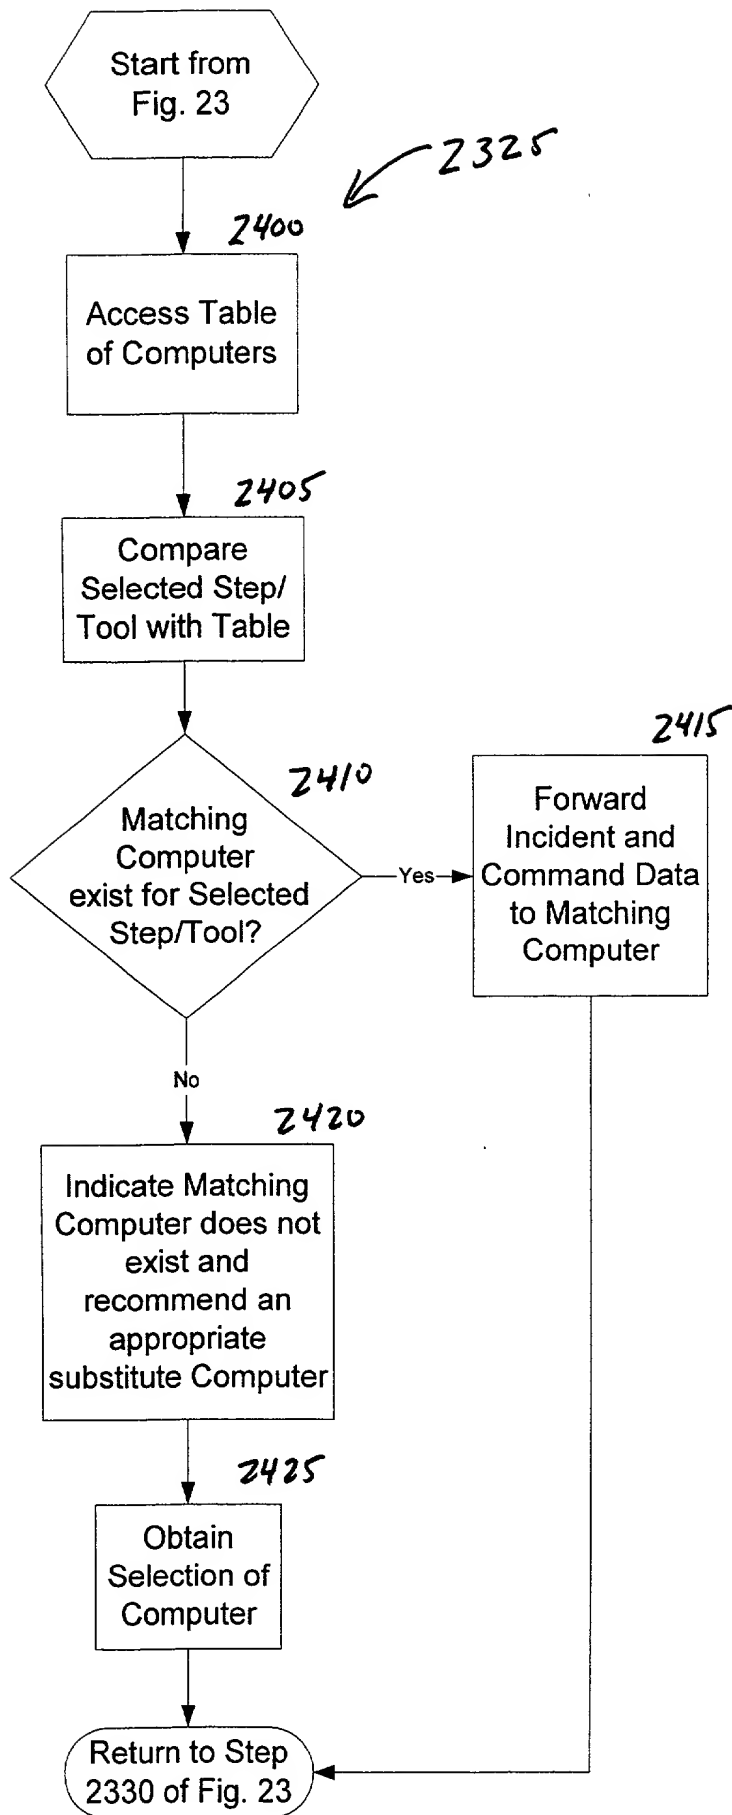 Start from
Fig. 23
2325
2400
Access Table
of Computers
2405
Compare
Selected Step/
Tool with Table
2410
Matching
Computer
exist for Selected
Step/Tool?
Yes
2415
Forward
Incident and
Command Data
to Matching
Computer
No
2420
Indicate Matching
Computer does not
exist and
recommend an
appropriate
substitute Computer
2425
Obtain
Selection of
Computer
Return to Step
2330 of Fig. 23